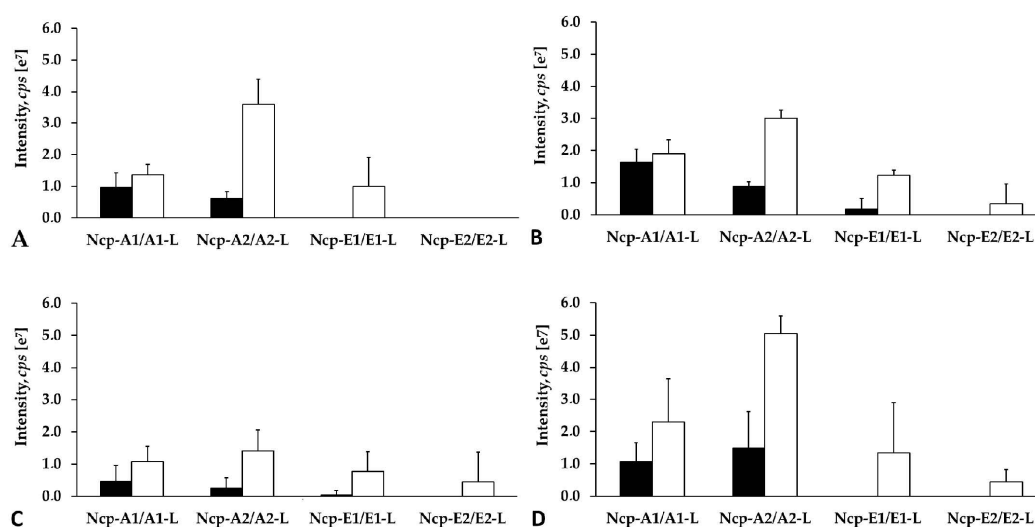 6.0
5.0
4.0
3.0
2.0
1.0
0.0
Intensity, cps [e⁷]
Ncp-A1/A1-L Ncp-A2/A2-L Ncp-E1/E1-L Ncp-E2/E2-L
A
6.0
5.0
4.0
3.0
2.0
1.0
0.0
Intensity, cps [e⁷]
Ncp-A1/A1-L Ncp-A2/A2-L Ncp-E1/E1-L Ncp-E2/E2-L
B
6.0
5.0
4.0
3.0
2.0
1.0
0.0
Intensity, cps [e⁷]
Ncp-A1/A1-L Ncp-A2/A2-L Ncp-E1/E1-L Ncp-E2/E2-L
C
6.0
5.0
4.0
3.0
2.0
1.0
0.0
Intensity, cps [e7]
Ncp-A1/A1-L Ncp-A2/A2-L Ncp-E1/E1-L Ncp-E2/E2-L
D